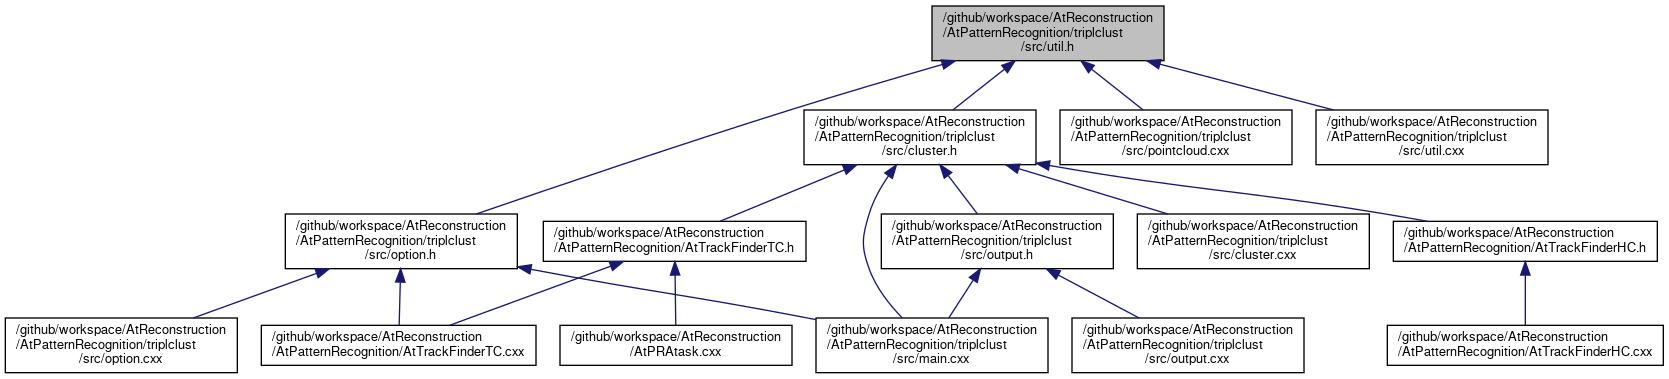 /github/workspace/AtReconstruction
/AtPatternRecognition/triplclust
/src/util.h
/github/workspace/AtReconstruction
/AtPatternRecognition/triplclust
/src/cluster.h
/github/workspace/AtReconstruction
/AtPatternRecognition/triplclust
/src/pointcloud.cxx
/github/workspace/AtReconstruction
/AtPatternRecognition/triplclust
/src/util.cxx
/github/workspace/AtReconstruction
/AtPatternRecognition/triplclust
/src/option.h
/github/workspace/AtReconstruction
/AtPatternRecognition/AtTrackFinderTC.h
/github/workspace/AtReconstruction
/AtPatternRecognition/triplclust
/src/output.h
/github/workspace/AtReconstruction
/AtPatternRecognition/triplclust
/src/cluster.cxx
/github/workspace/AtReconstruction
/AtPatternRecognition/AtTrackFinderHC.h
/github/workspace/AtReconstruction
/AtPatternRecognition/triplclust
/src/option.cxx
/github/workspace/AtReconstruction
/AtPatternRecognition/AtTrackFinderTC.cxx
/github/workspace/AtReconstruction
/AtPRAtask.cxx
/github/workspace/AtReconstruction
/AtPatternRecognition/triplclust
/src/main.cxx
/github/workspace/AtReconstruction
/AtPatternRecognition/triplclust
/src/output.cxx
/github/workspace/AtReconstruction
/AtPatternRecognition/AtTrackFinderHC.cxx